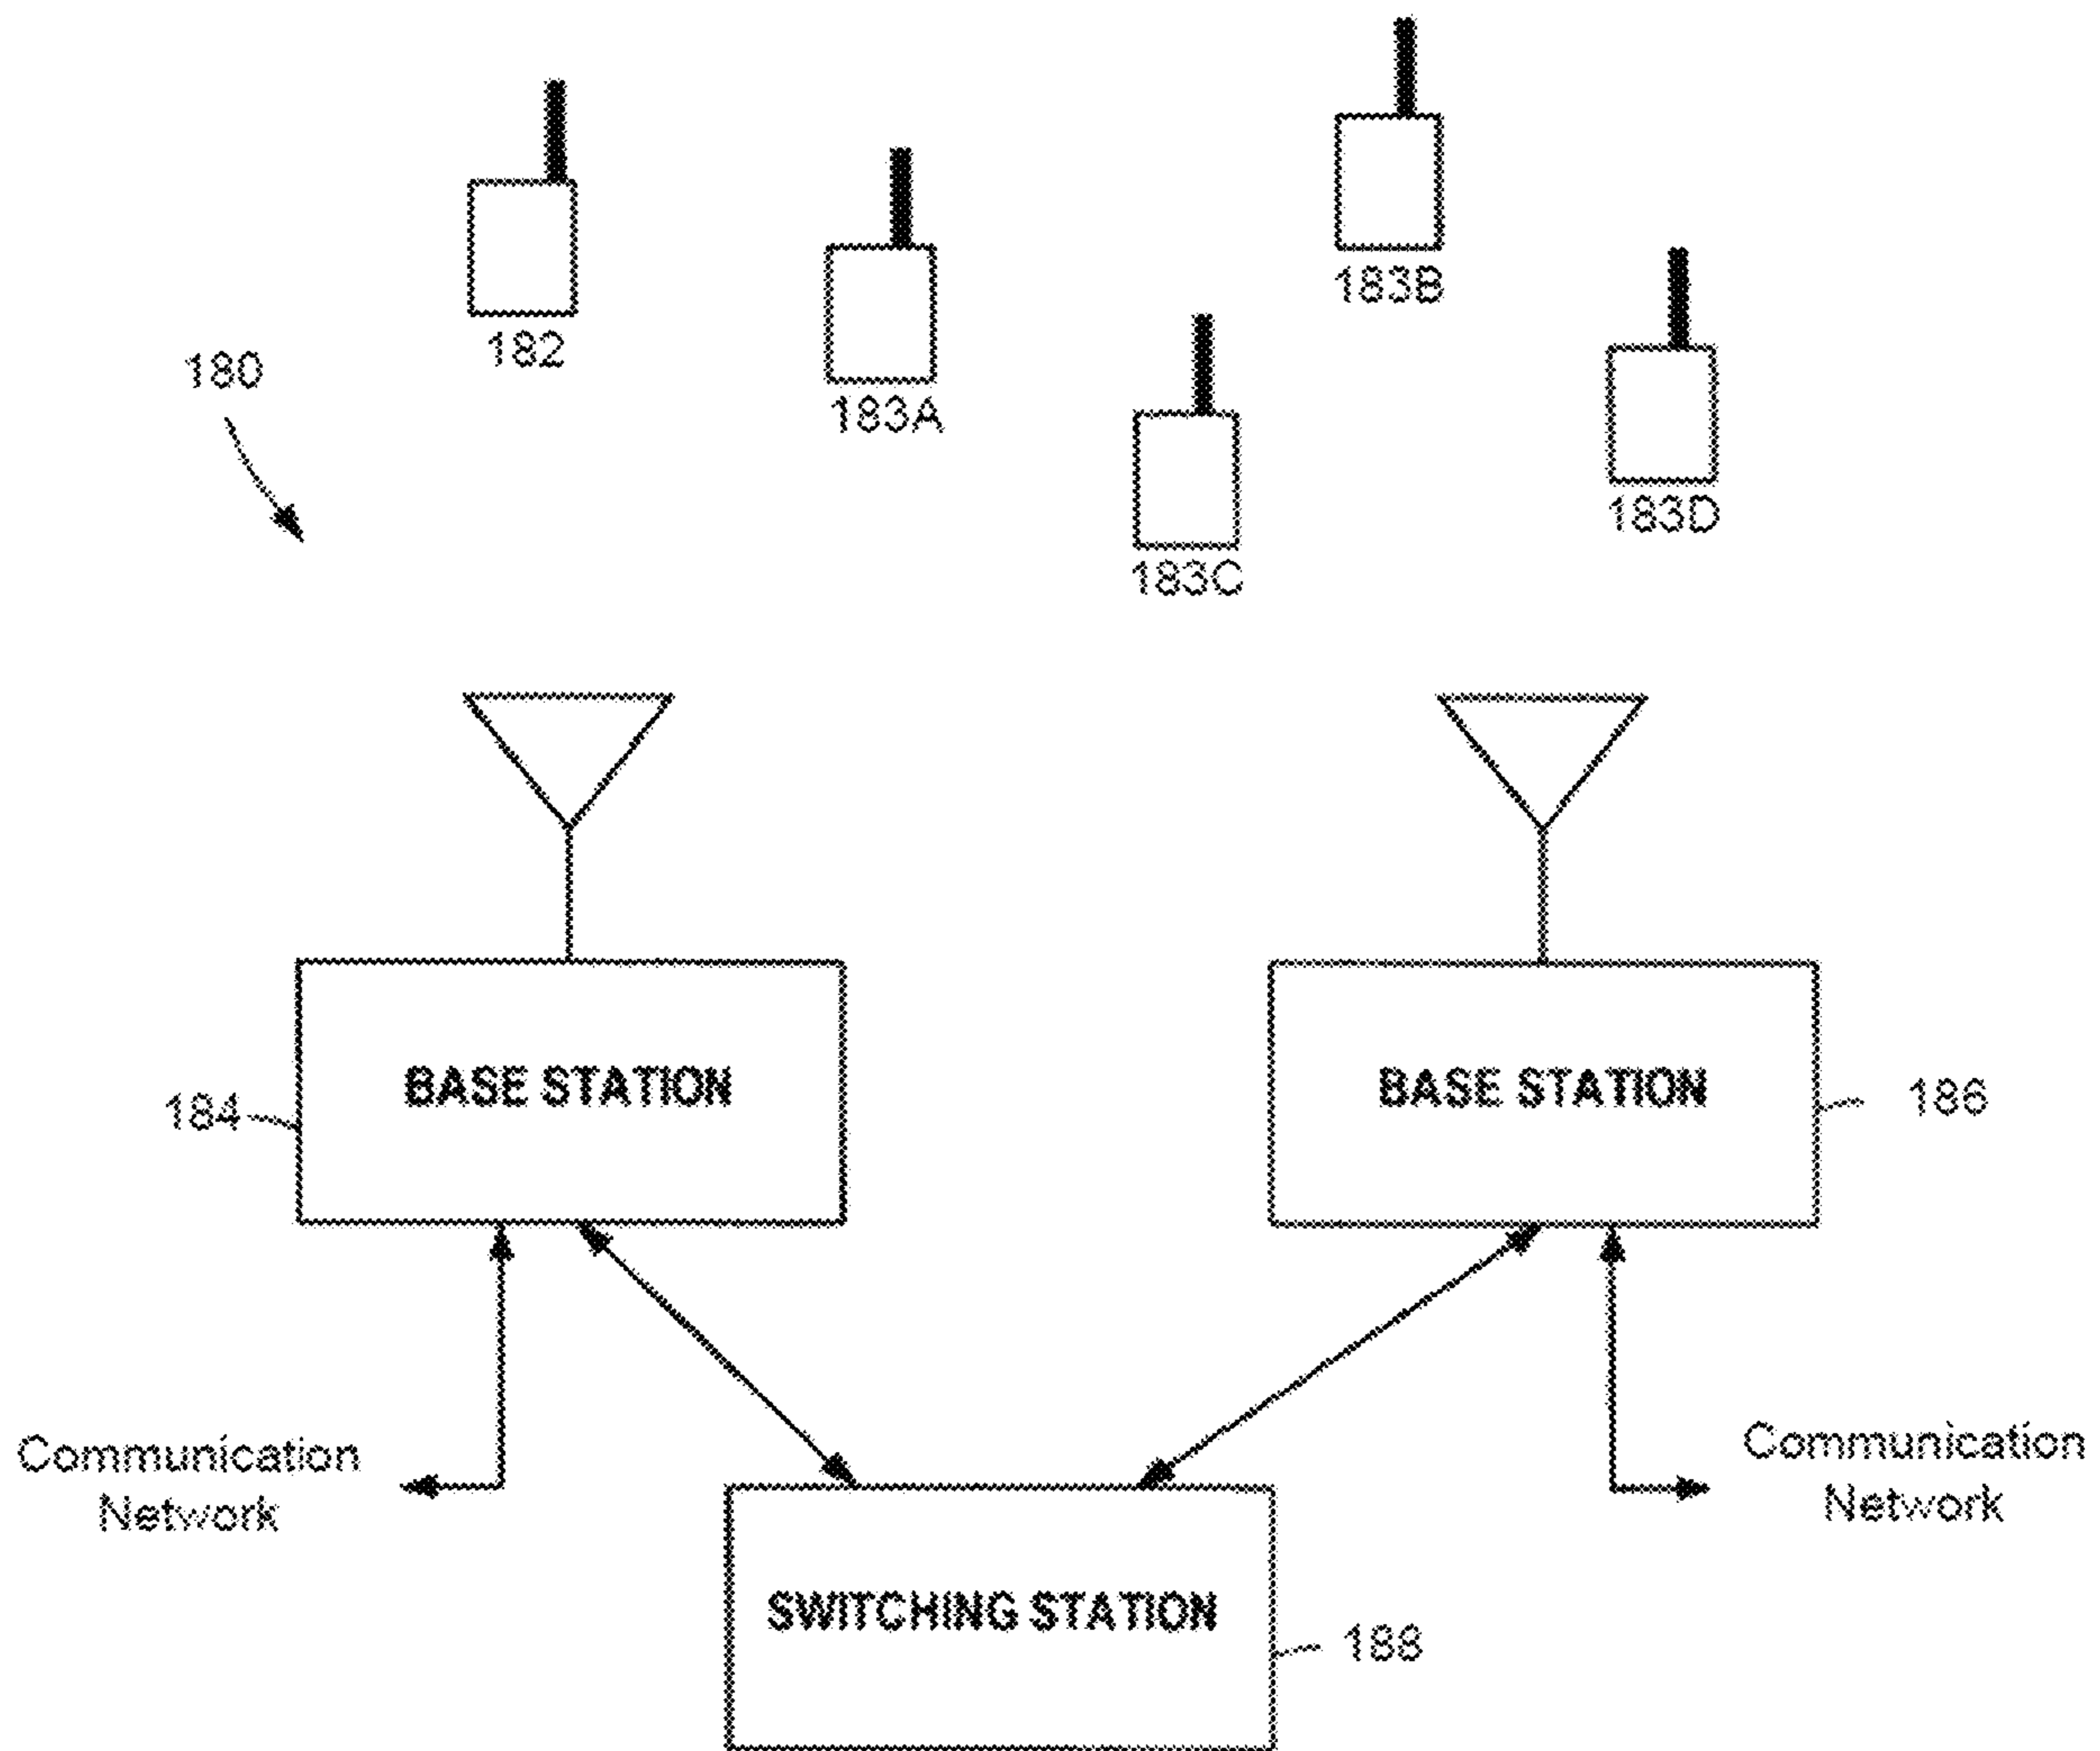 183B
182
180
183A
183D
183C
BASE STATION
BASE STATION
184
186
Communication
Network
Communication
Network
SWITCHING STATION
188